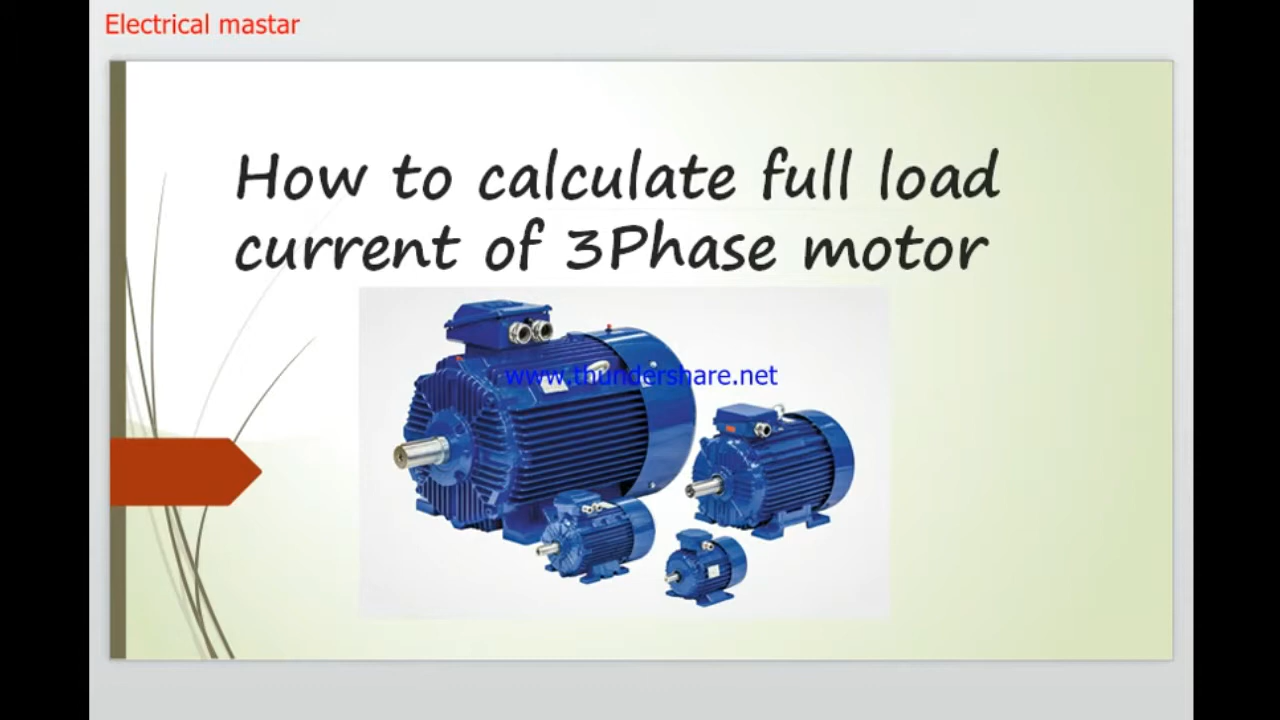 Electrical mastar
How to calculate full load
current of 3Phase motor
www.thundershare.net